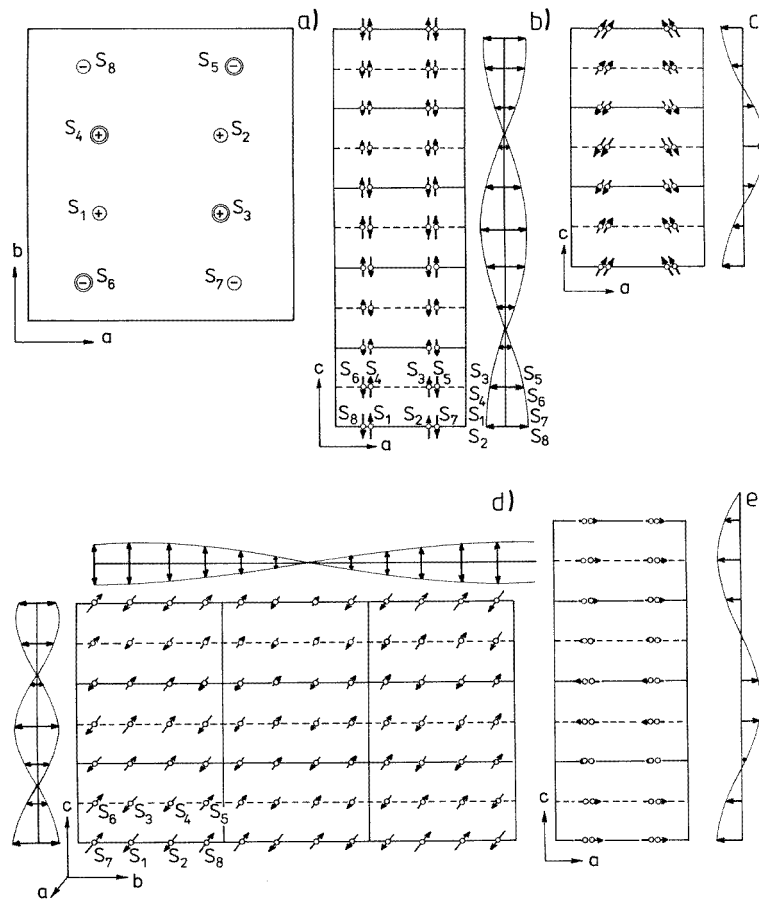 a) b) c
S₈ S₅
S₄ S₂
S₁ S₃
S₆ S₇
b
a
c
S₆ S₄ S₃ S₅
S₈ S₁ S₂ S₇
a
S₃ S₅
S₄ S₆
S₁ S₇
S₂ S₈
c
a
d) e
c
S₆ S₃ S₄ S₅
S₇ S₁ S₂ S₈
a b
c
a